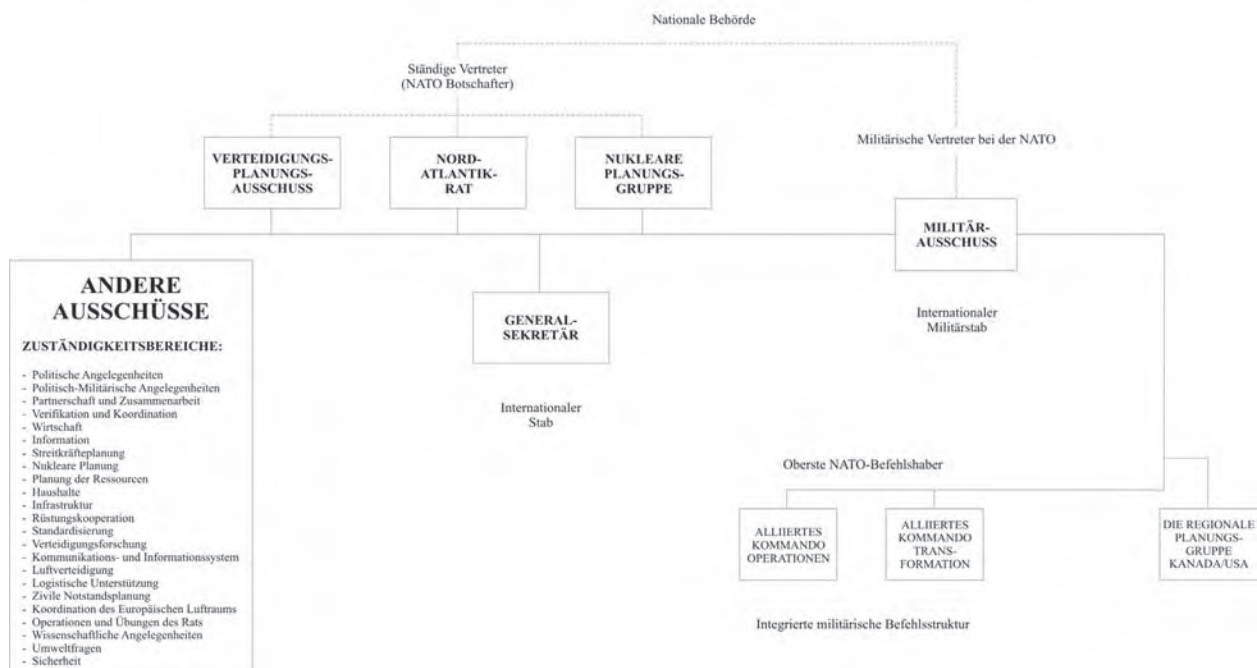 Nationale Behörde
Ständige Vertreter
(NATO Botschafter)
Militärische Vertreter bei der NATO
VERTEIDIGUNGS-
PLANUNGS-
AUSSCHUSS
NORD-
ATLANTIK-
RAT
NUKLEARE
PLANUNGS-
GRUPPE
MILITÄR-
AUSSCHUSS
ANDERE
AUSSCHÜSSE
ZUSTÄNDIGKEITSBEREICHE:
- Politische Angelegenheiten
- Politisch-Militärische Angelegenheiten
- Partnerschaft und Zusammenarbeit
- Verifikation und Koordination
- Wirtschaft
- Information
- Streitkräfteplanung
- Nukleare Planung
- Planung der Ressourcen
- Haushalte
- Infrastruktur
- Rüstungskooperation
- Standardisierung
- Verteidigungsforschung
- Kommunikations- und Informationssystem
- Luftverteidigung
- Logistische Unterstützung
- Zivile Notstandsplanung
- Koordination des Europäischen Luftraums
- Operationen und Übungen des Rats
- Wissenschaftliche Angelegenheiten
- Umweltfragen
- Sicherheit
GENERAL-
SEKRETÄR
Internationaler
Stab
Internationaler
Militärstab
Oberste NATO-Befehlshaber
ALLIIERTES
KOMMANDO
OPERATIONEN
ALLIIERTES
KOMMANDO
TRANS-
FORMATION
DIE REGIONALE
PLANUNGS-
GRUPPE
KANADA/USA
Integrierte militärische Befehlsstruktur